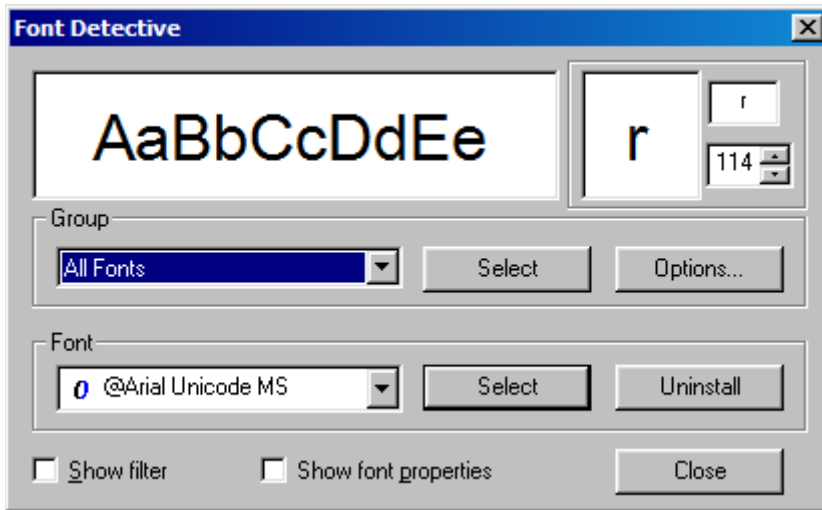 Font Detective
AaBbCcDdEe
r
r
114
Group
All Fonts
Select
Options...
Font
@Arial Unicode MS
Select
Uninstall
Show filter
Show font properties
Close